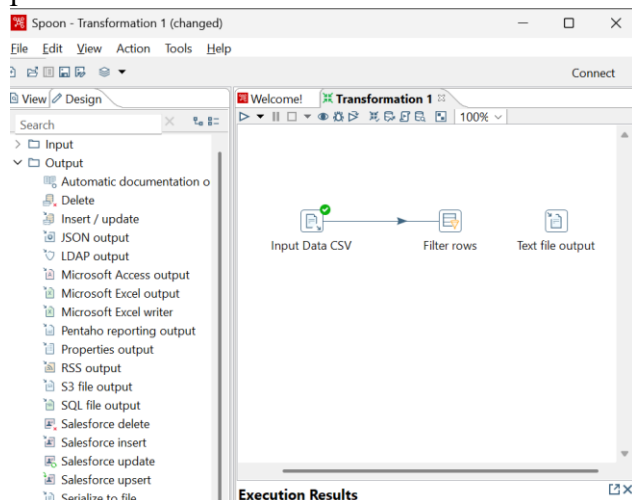 Spoon - Transformation 1 (changed)
File Edit View Action Tools Help
Connect
View Design
Welcome! Transformation 1
Search
100%
Input
Output
Automatic documentation o
Delete
Insert / update
JSON output
LDAP output
Microsoft Access output
Microsoft Excel output
Microsoft Excel writer
Pentaho reporting output
Properties output
RSS output
S3 file output
SQL file output
Salesforce delete
Salesforce insert
Salesforce update
Salesforce upsert
Serialize to file
Input Data CSV
Filter rows
Text file output
Execution Results